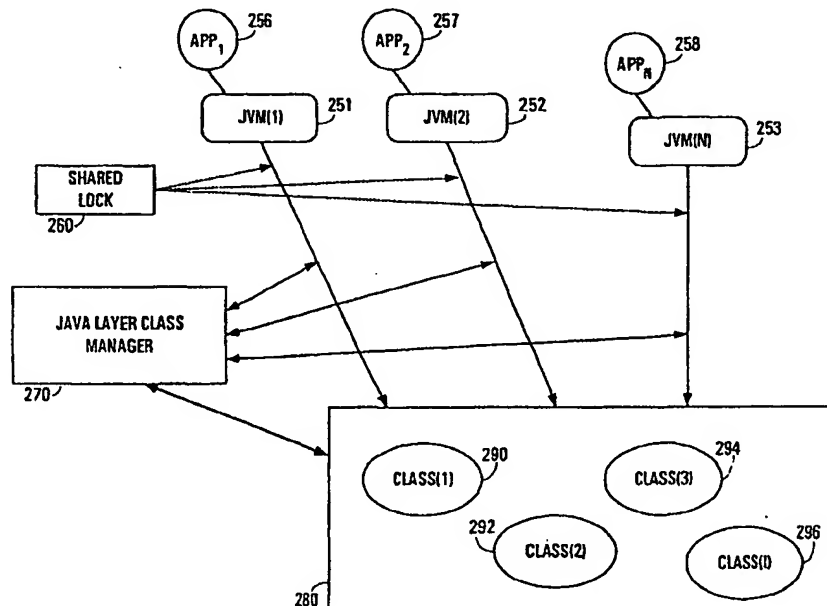 256
APP1
257
APP2
258
APPN
JVM(1)
251
JVM(2)
252
JVM(N)
253
SHARED
LOCK
260
JAVA LAYER CLASS
MANAGER
270
CLASS(1)
290
CLASS(3)
294
292
CLASS(2)
CLASS(I)
296
280